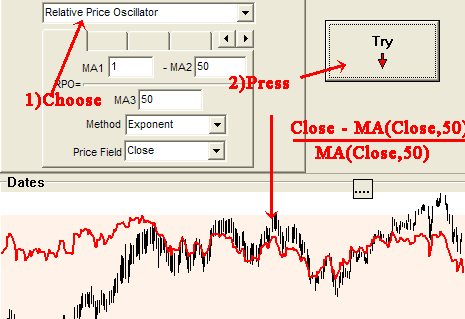 Relative Price Oscillator
MA1 1 - MA2 50
RPO=
1)Choose
MA3 50
Method Exponent
Price Field Close
Try
2)Press
Close - MA(Close,50)
MA(Close,50)
Dates
....